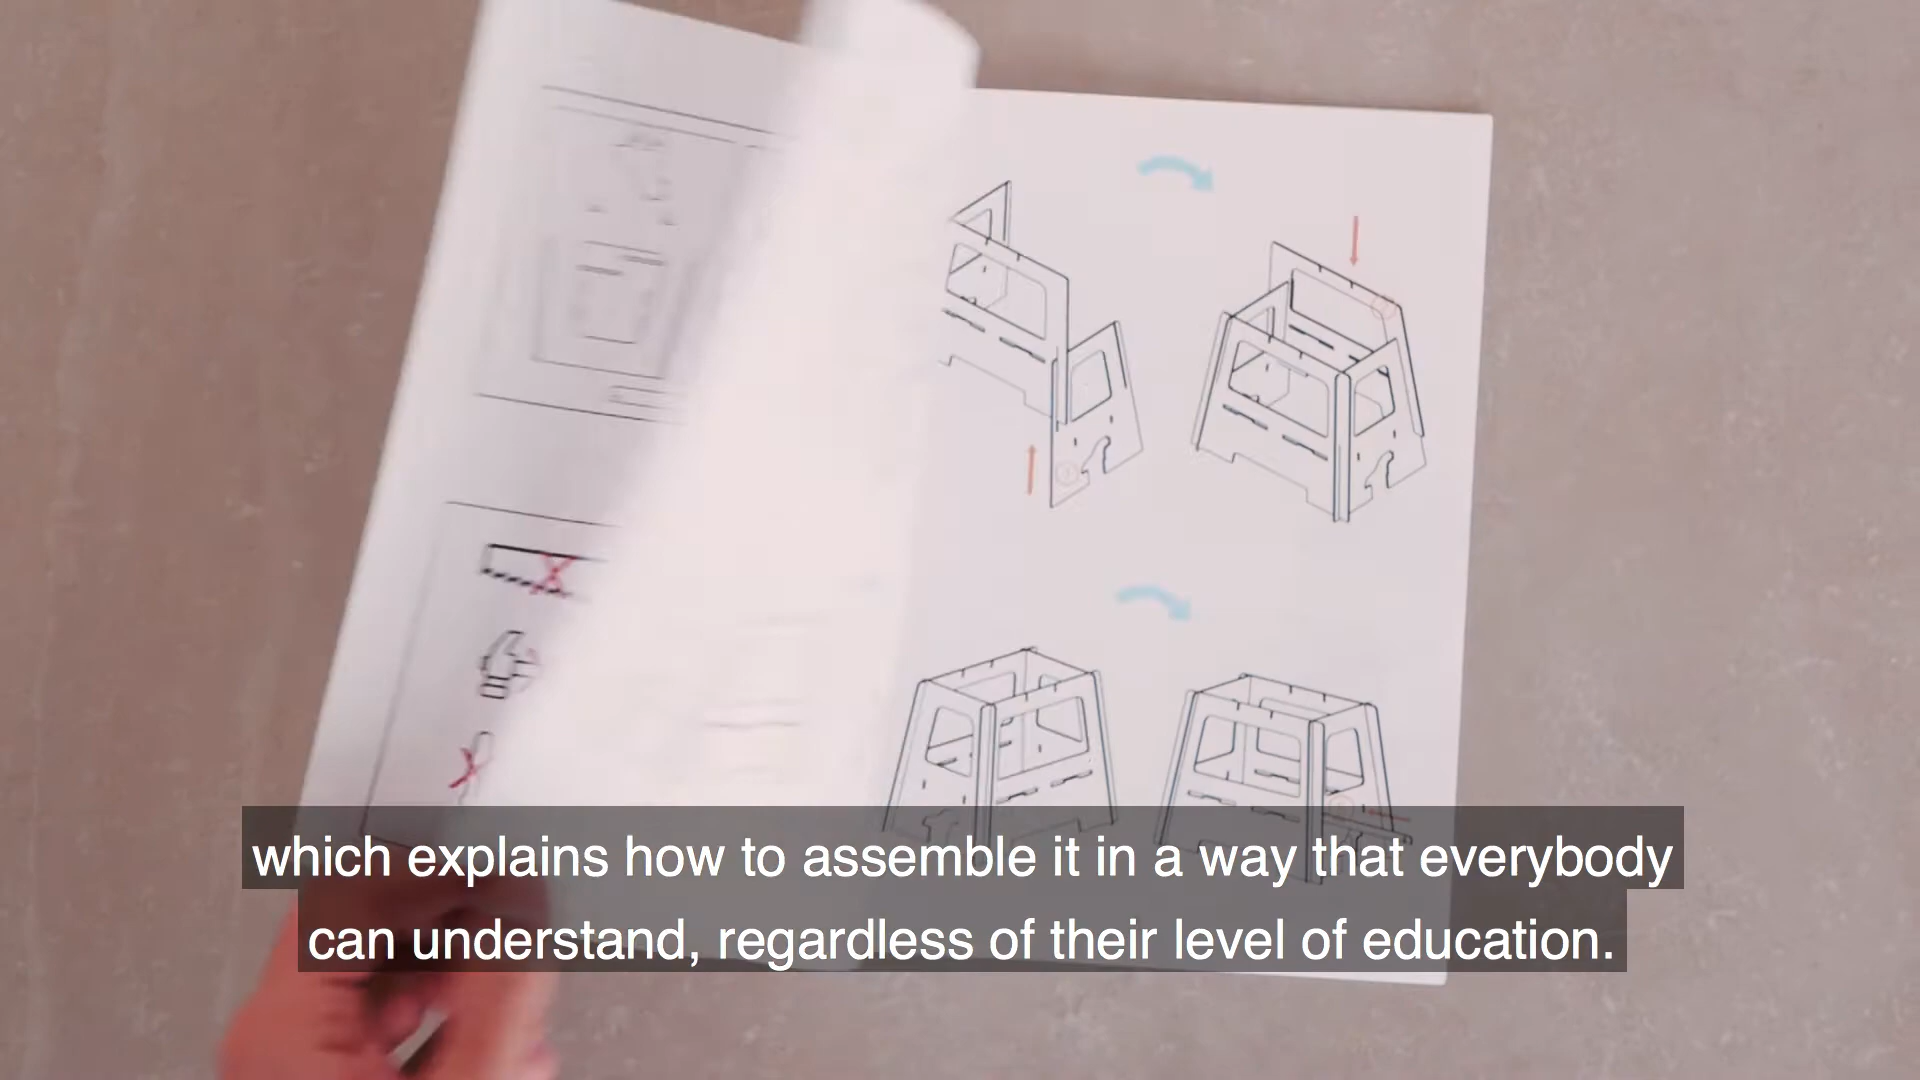 which explains how to assemble it in a way that everybody
can understand, regardless of their level of education.